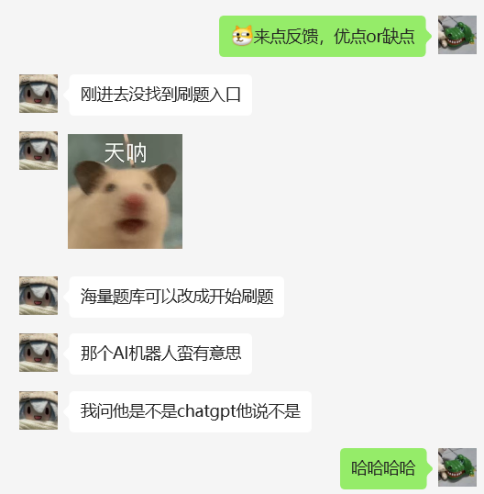 来点反馈，优点or缺点
刚进去没找到刷题入口
天呐
海量题库可以改成开始刷题
那个AI机器人蛮有意思
我问他是不是chatgpt他说不是
哈哈哈哈